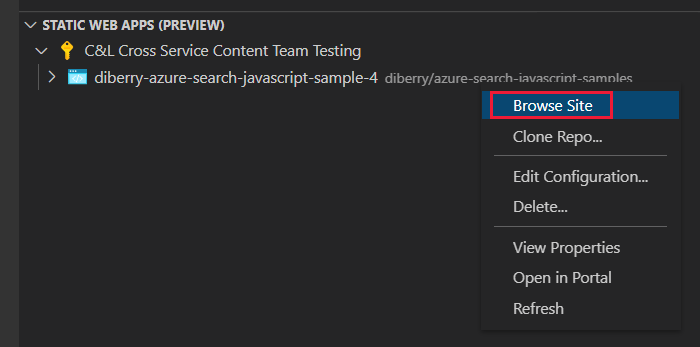 STATIC WEB APPS (PREVIEW)
C&L Cross Service Content Team Testing
diberry-azure-search-javascript-sample-4 diberry/azure-search-javascript-samples
Browse Site
Clone Repo...
Edit Configuration...
Delete...
View Properties
Open in Portal
Refresh